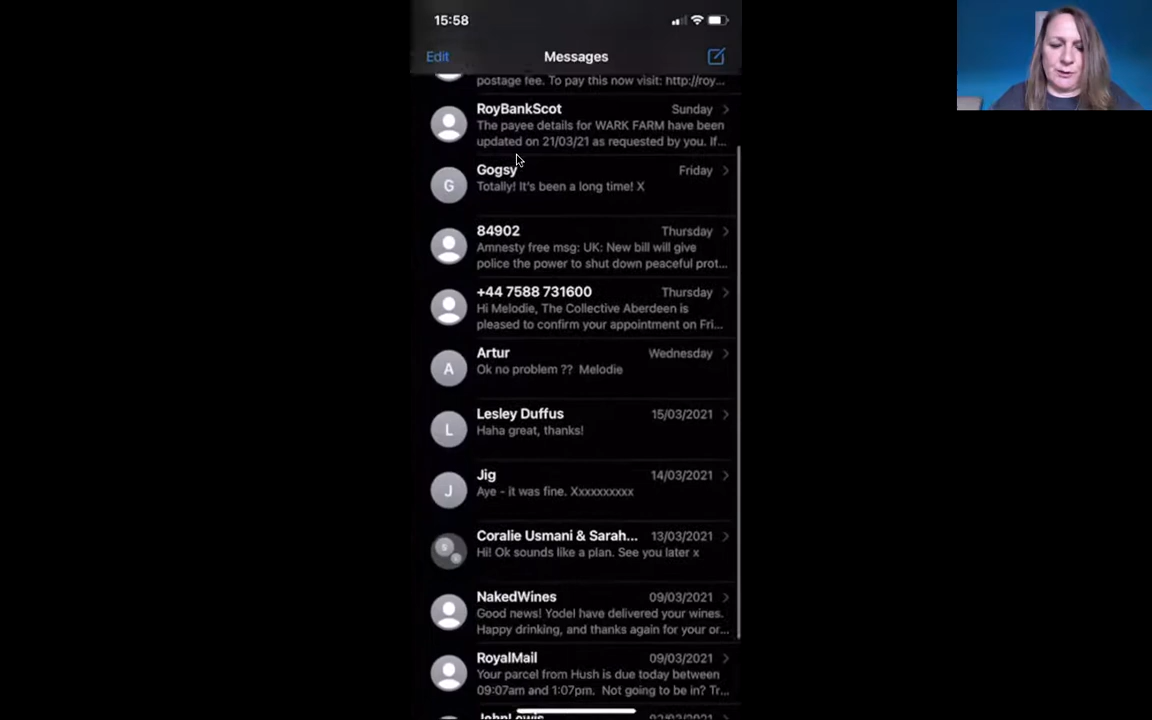 15:58
Edit
Messages
postage fee. To pay this now visit: http://roy...
RoyBankScot
Sunday
The payee details for WARK FARM have been
updated on 21/03/21 as requested by you. If...
Gogsy
Friday
G
Totally! It's been a long time! X
84902
Thursday
Amnesty free msg: UK: New bill will give
police the power to shut down peaceful prot...
+44 7588 731600
Thursday
Hi Melodie, The Collective Aberdeen is
pleased to confirm your appointment on Fri...
Artur
Wednesday
A
Ok no problem ?? Melodie
Lesley Duffus
15/03/2021
L
Haha great, thanks!
Jig
14/03/2021
J
Aye - it was fine. Xxxxxxxxxx
Coralie Usmani & Sarah...
13/03/2021
Hi! Ok sounds like a plan. See you later x
NakedWines
09/03/2021
Good news! Yodel have delivered your wines.
Happy drinking, and thanks again for your or...
RoyalMail
09/03/2021
Your parcel from Hush is due today between
09:07am and 1:07pm. Not going to be in? Tr...
JohnLewis